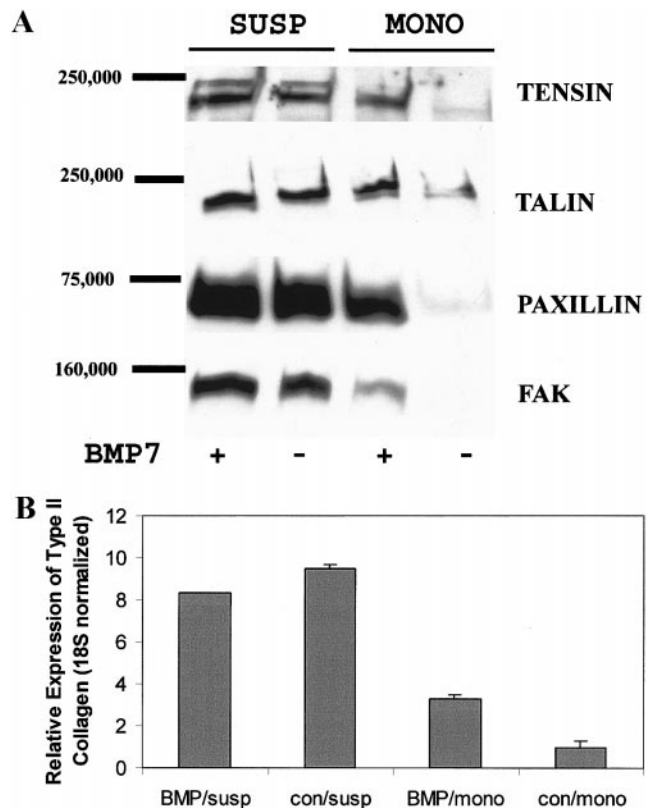 A
SUSP MONO
250,000 TENSIN
250,000 TALIN
75,000 PAXILLIN
160,000 FAK
BMP7 + - + -
B
Relative Expression of Type II
Collagen (18S normalized)
12
10
8
6
4
2
0
BMP/susp con/susp BMP/mono con/mono